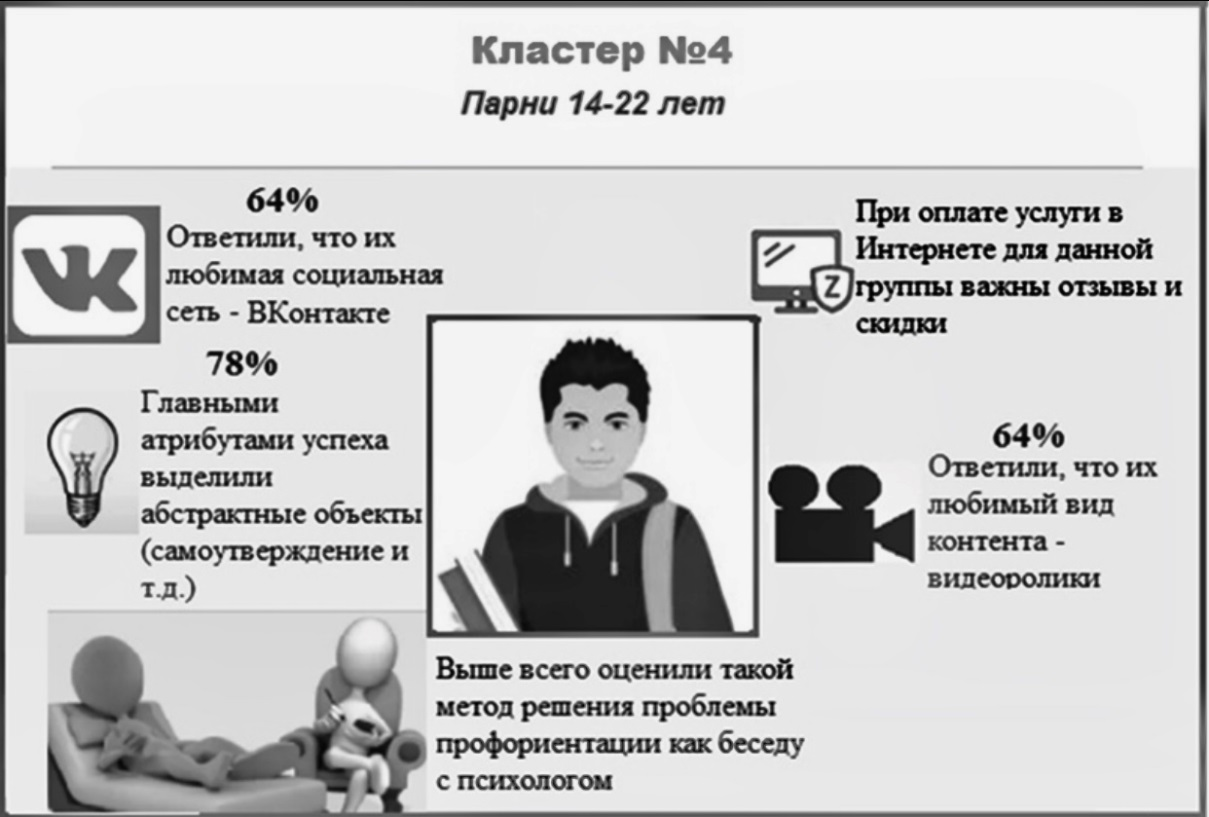 Кластер №4
Парни 14-22 лет
64%
Ответили, что их
любимая социальная
сеть - ВКонтакте
78%
Главными
атрибутами успеха
выделили
абстрактные объекты
(самоутверждение и
т.д.)
При оплате услуги в
Интернете для данной
группы важны отзывы и
скидки
Z
64%
Ответили, что их
любимый вид
контента -
видеоролики
Выше всего оценили такой
метод решения проблемы
профориентации как беседу
с психологом